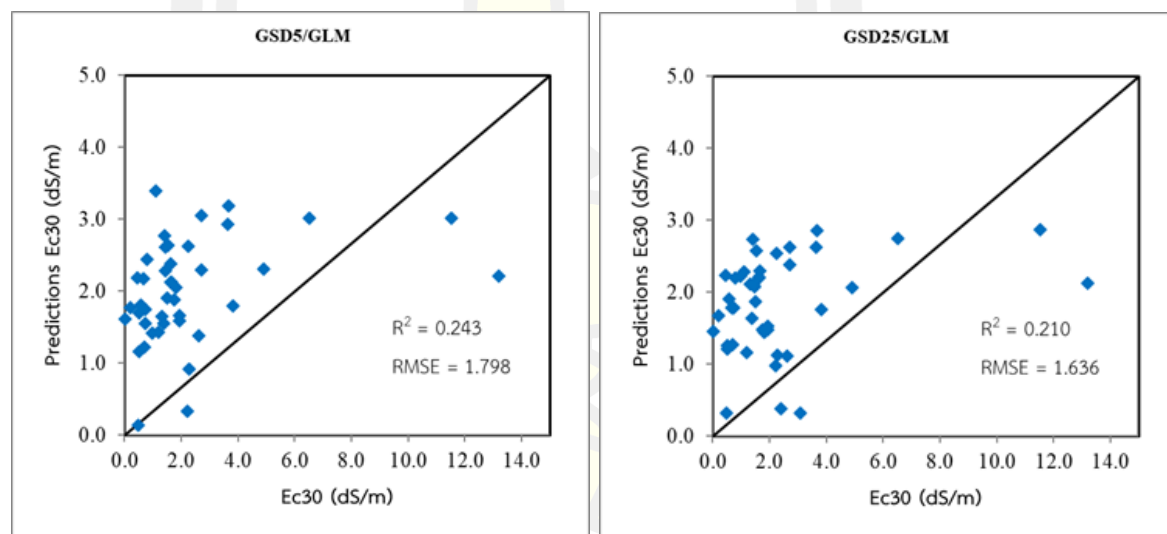 GSD5/GLM
5.0
4.0
3.0
2.0
1.0
0.0
Predictions Ec30 (dS/m)
R² = 0.243
RMSE = 1.798
0.0 2.0 4.0 6.0 8.0 10.0 12.0 14.0
Ec30 (dS/m)
GSD25/GLM
5.0
4.0
3.0
2.0
1.0
0.0
Predictions Ec30 (dS/m)
R² = 0.210
RMSE = 1.636
0.0 2.0 4.0 6.0 8.0 10.0 12.0 14.0
Ec30 (dS/m)